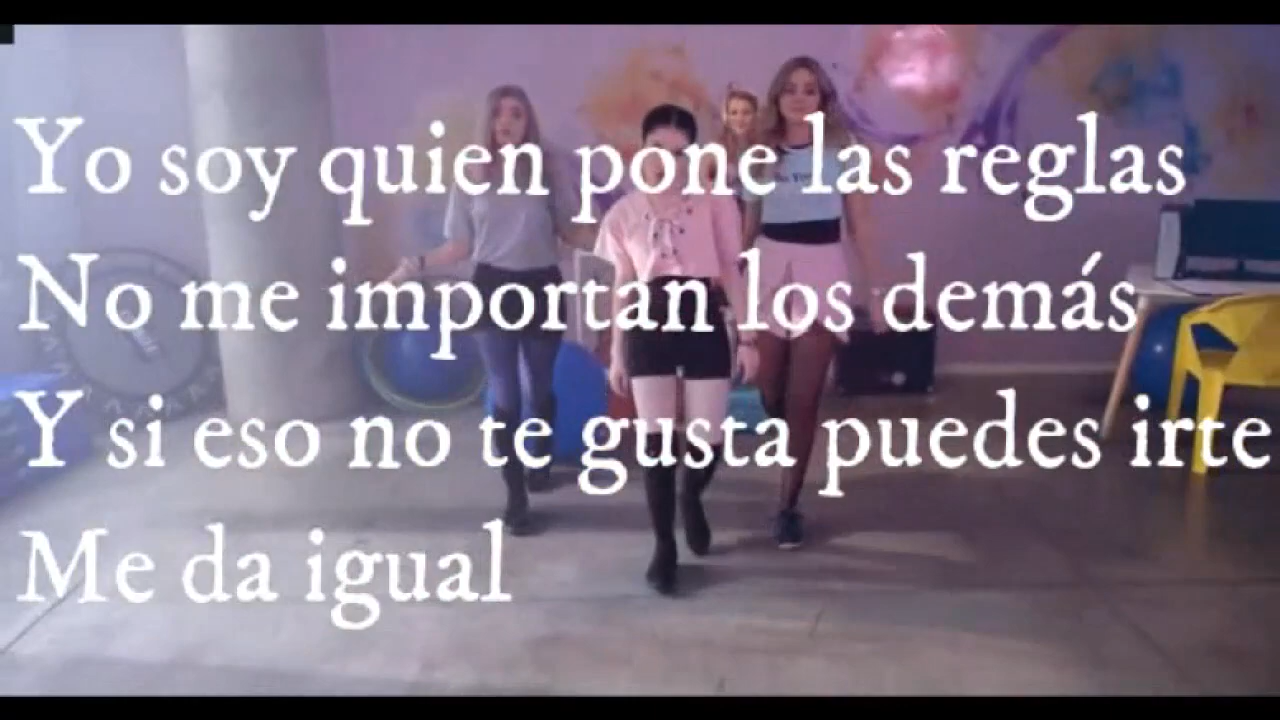 Yo soy quien pone las reglas
No me importan los demás
Y si eso no te gusta puedes irte
Me da igual